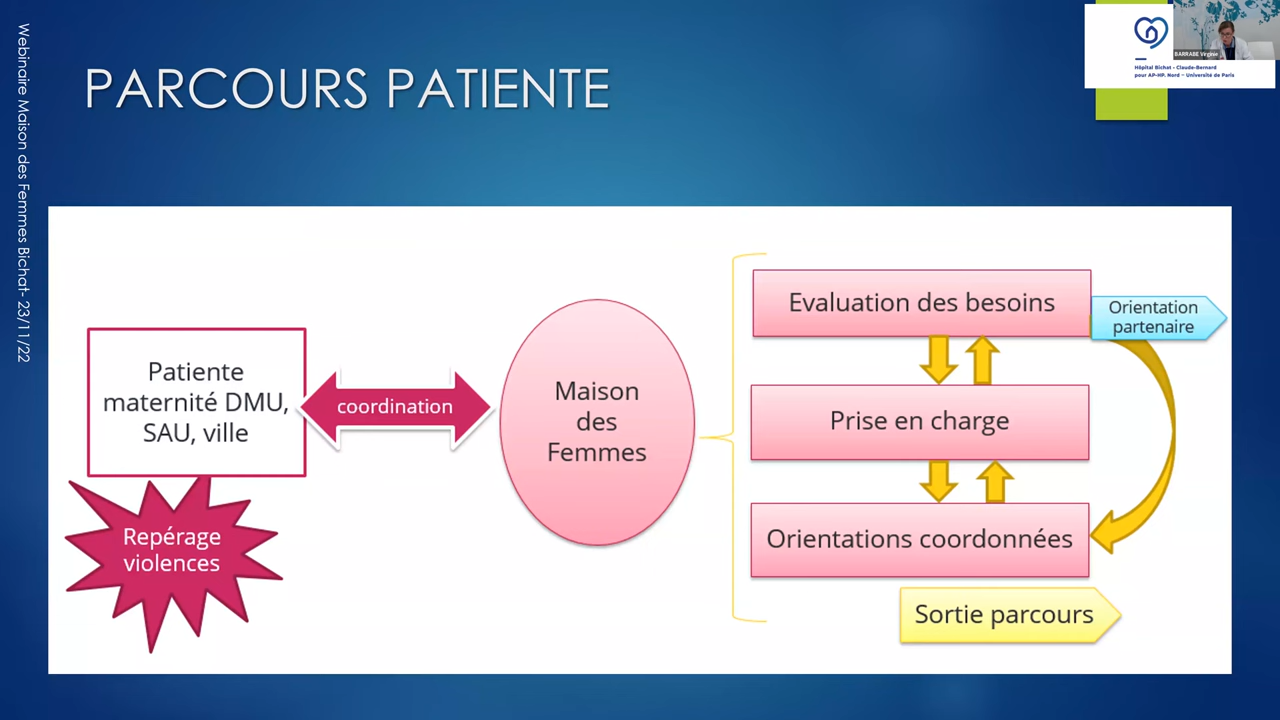 Webinaire Maison des Femmes Bichat- 23/11/22
PARCOURS PATIENTE
BARRABE Virginie
Hôpital Bichat - Claude-Bernard
pour AP-HP. Nord – Université de Paris
Patiente
maternité DMU,
SAU, ville
Repérage
violences
coordination
Maison
des
Femmes
Evaluation des besoins
Orientation
partenaire
Prise en charge
Orientations coordonnées
Sortie parcours